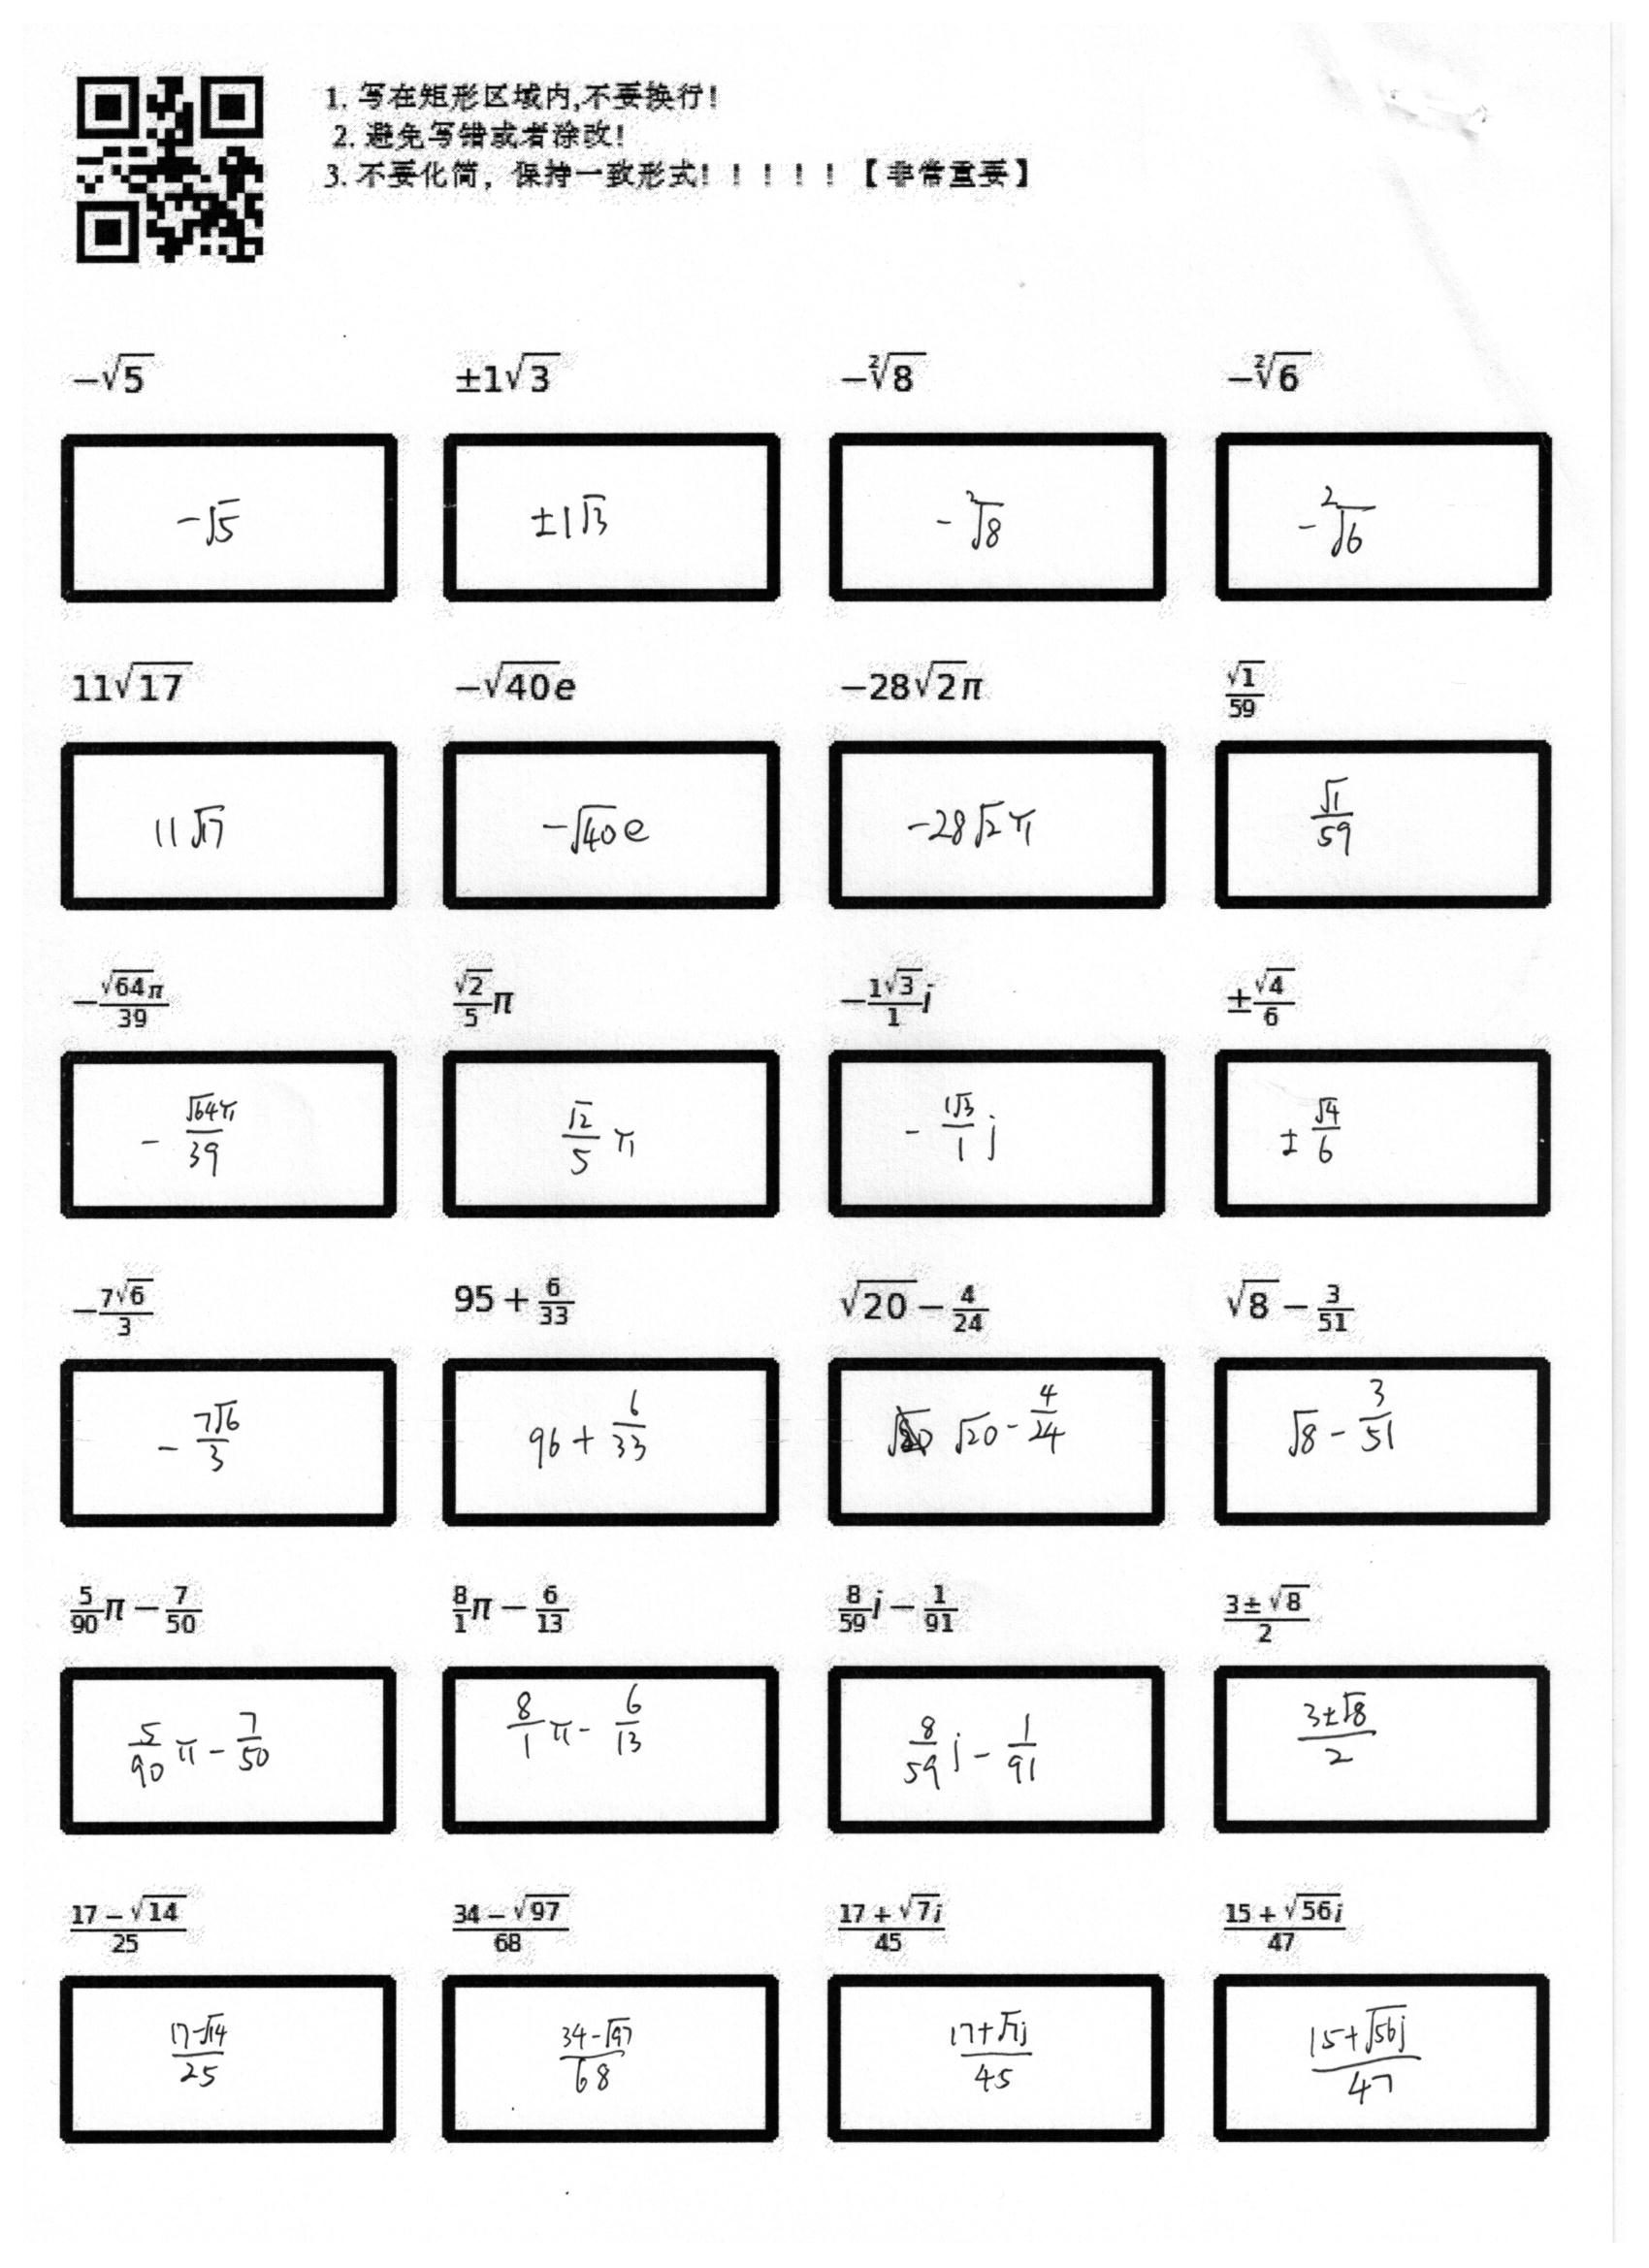 1. 写在矩形区域内,不要换行!
2. 避免写错或者涂改!
3. 不要化简，保持一致形式！！！！！【非常重要】
$-\sqrt{5}$ $\pm1\sqrt{3}$ $-\sqrt[2]{8}$ $-\sqrt[2]{6}$
$-\sqrt{5}$ $\pm1\sqrt{3}$ $-\sqrt[2]{8}$ $-\sqrt[2]{6}$
$11\sqrt{17}$ $-\sqrt{40}e$ $-28\sqrt{2}\pi$ $\frac{\sqrt{1}}{59}$
$11\sqrt{17}$ $-\sqrt{40}e$ $-28\sqrt{2}\pi$ $\frac{\sqrt{1}}{59}$
$-\frac{\sqrt{64}\pi}{39}$ $\frac{\sqrt{2}}{5}\pi$ $-\frac{1\sqrt{3}}{1}i$ $\pm\frac{\sqrt{4}}{6}$
$-\frac{\sqrt{64}\pi}{39}$ $\frac{\sqrt{2}}{5}\pi$ $-\frac{1\sqrt{3}}{1}j$ $\pm\frac{\sqrt{4}}{6}$
$-\frac{7\sqrt{6}}{3}$ $95+\frac{6}{33}$ $\sqrt{20}-\frac{4}{24}$ $\sqrt{8}-\frac{3}{51}$
$-\frac{7\sqrt{6}}{3}$ $96+\frac{6}{33}$ $\sqrt{20}-\frac{4}{24}$ $\sqrt{8}-\frac{3}{51}$
$\frac{5}{90}\pi-\frac{7}{50}$ $\frac{8}{1}\pi-\frac{6}{13}$ $\frac{8}{59}i-\frac{1}{91}$ $\frac{3\pm\sqrt{8}}{2}$
$\frac{5}{90}\pi-\frac{7}{50}$ $\frac{8}{1}\pi-\frac{6}{13}$ $\frac{8}{59}j-\frac{1}{91}$ $\frac{3\pm\sqrt{8}}{2}$
$\frac{17-\sqrt{14}}{25}$ $\frac{34-\sqrt{97}}{68}$ $\frac{17+\sqrt{7}i}{45}$ $\frac{15+\sqrt{56}i}{47}$
$\frac{17-\sqrt{14}}{25}$ $\frac{34-\sqrt{97}}{68}$ $\frac{17+\sqrt{7j}}{45}$ $\frac{15+\sqrt{56j}}{47}$